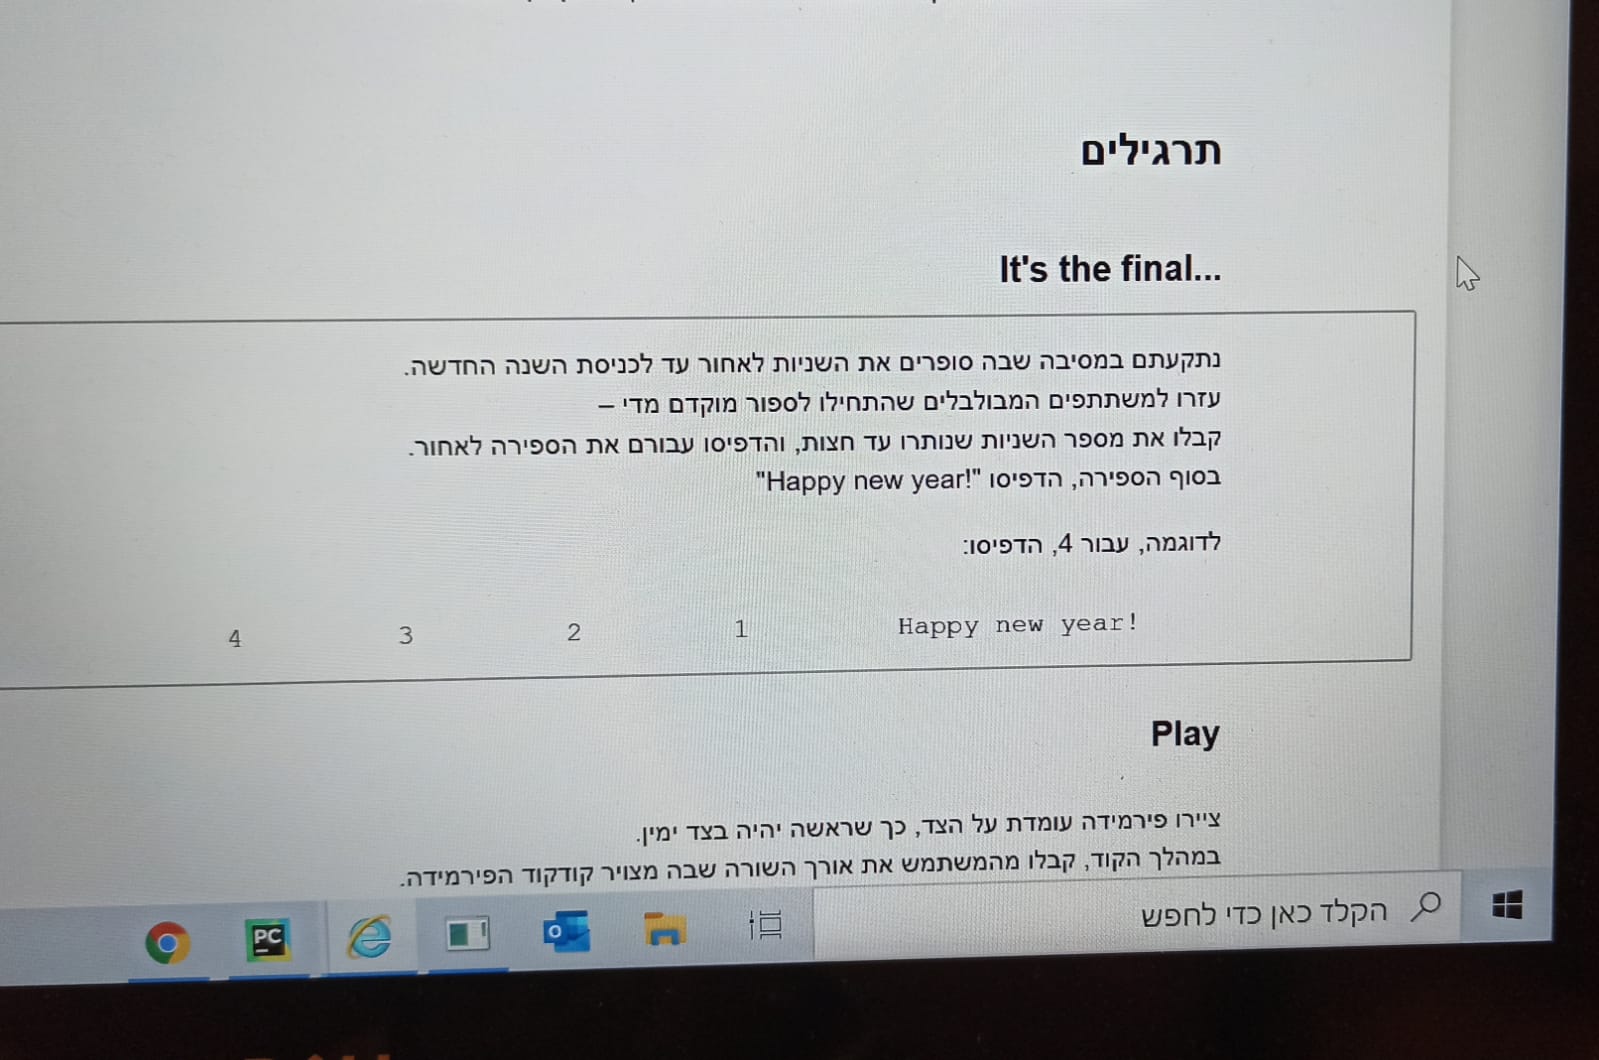 תרגילים
It's the final...
נתקעתם במסיבה שבה סופרים את השניות לאחור עד לכניסת השנה החדשה.
עזרו למשתתפים המבולבלים שהתחילו לספור מוקדם מדי –
קבלו את מספר השניות שנותרו עד חצות, והדפיסו עבורם את הספירה לאחור.
בסוף הספירה, הדפיסו "Happy new year!"
לדוגמה, עבור 4, הדפיסו:
4 3 2 1 Happy new year!
Play
ציירו פירמידה עומדת על הצד, כך שראשה יהיה בצד ימין.
במהלך הקוד, קבלו מהמשתמש את אורך השורה שבה מצויר קודקוד הפירמידה.
הקלד כאן כדי לחפש
PC